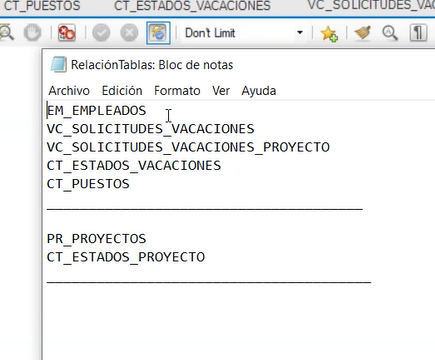 CT_PUESTOS CT_ESTADOS_VACACIONES VC_SOLICITUDES_VA
Don't Limit
RelaciónTablas: Bloc de notas
Archivo Edición Formato Ver Ayuda
EM_EMPLEADOS
VC_SOLICITUDES_VACACIONES
VC_SOLICITUDES_VACACIONES_PROYECTO
CT_ESTADOS_VACACIONES
CT_PUESTOS
PR_PROYECTOS
CT_ESTADOS_PROYECTO